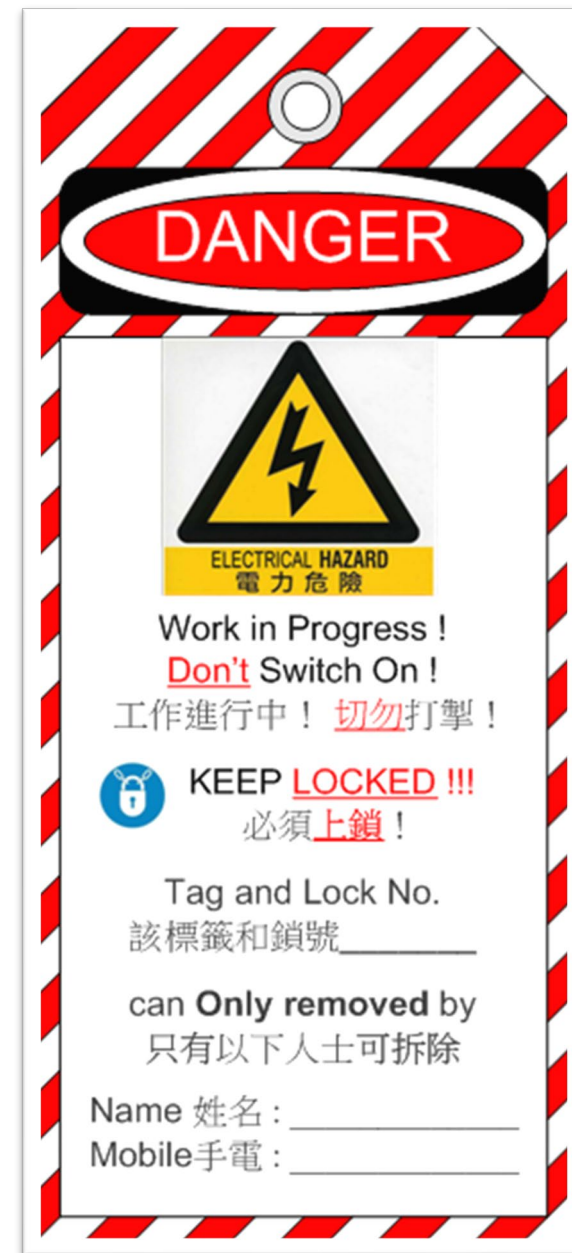 DANGER
ELECTRICAL HAZARD
電力危險
Work in Progress !
Don't Switch On !
工作進行中！ 切勿打掣！
KEEP LOCKED !!!
必須上鎖！
Tag and Lock No.
該標籤和鎖號_______
can Only removed by
只有以下人士可拆除
Name 姓名 : ____________
Mobile手電 : ____________